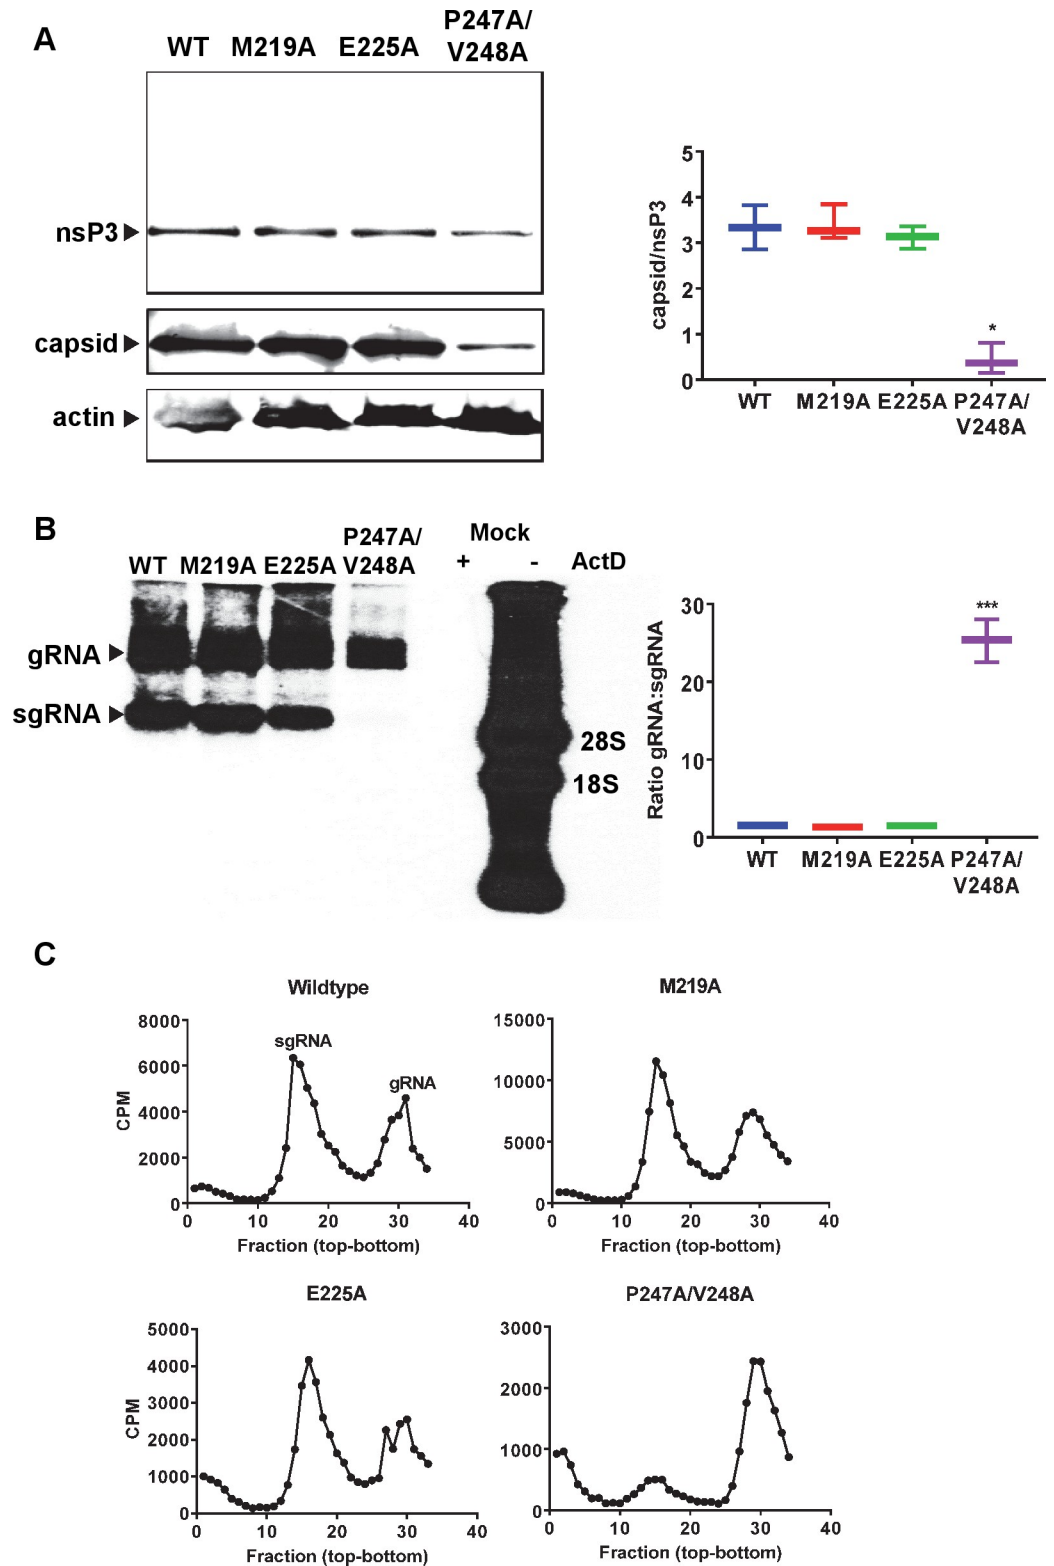 A
WT M219A E225A P247A/
V248A
nsP3
capsid
actin
capsid/nsP3
5
4
3
2
1
0
*
WT M219A E225A P247A/
V248A
B
WT M219A E225A P247A/
V248A
Mock
+ - ActD
gRNA
sgRNA
28S
18S
Ratio gRNA:sgRNA
30
20
10
0
***
WT M219A E225A P247A/
V248A
C
Wildtype
CPM
8000
6000
4000
2000
0
sgRNA
gRNA
0 10 20 30 40
Fraction (top-bottom)
M219A
15000
10000
5000
0
0 10 20 30 40
Fraction (top-bottom)
E225A
CPM
5000
4000
3000
2000
1000
0
0 10 20 30 40
Fraction (top-bottom)
P247A/V248A
3000
2000
1000
0
0 10 20 30 40
Fraction (top-bottom)